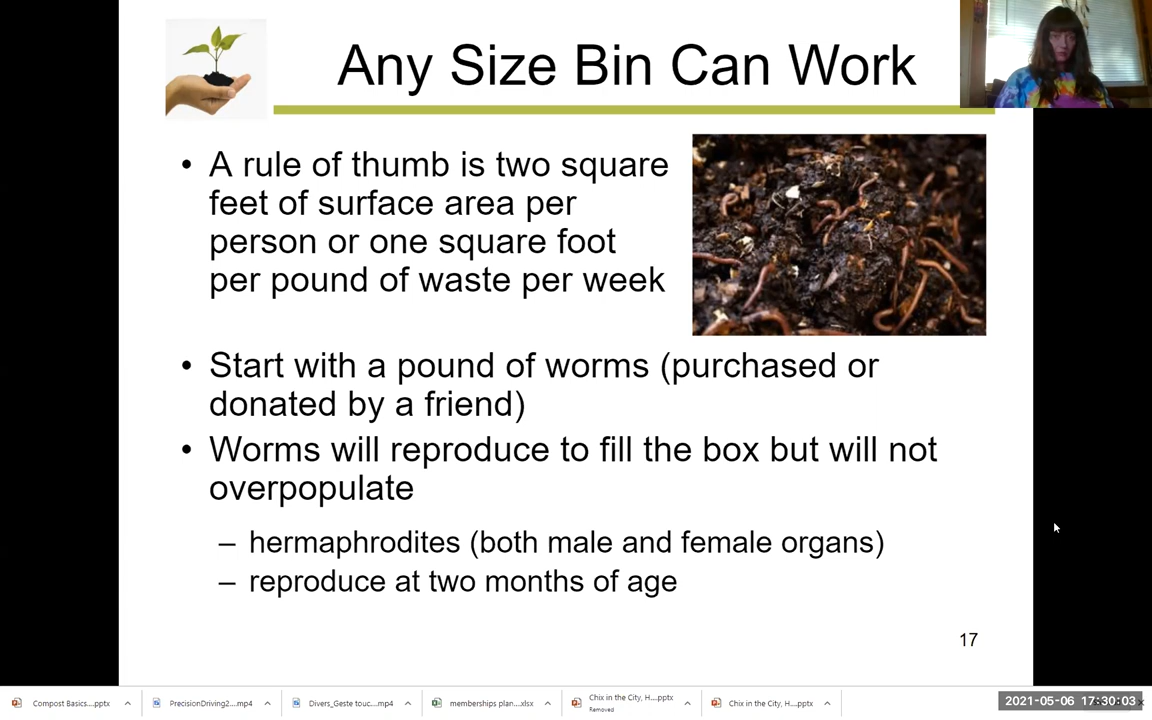 Any Size Bin Can Work
• A rule of thumb is two square
feet of surface area per
person or one square foot
per pound of waste per week
• Start with a pound of worms (purchased or
donated by a friend)
• Worms will reproduce to fill the box but will not
overpopulate
– hermaphrodites (both male and female organs)
– reproduce at two months of age
17
Compost Basics....pptx
PrecisionDriving2....mp4
Divers_Geste touc....mp4
memberships plan....xlsx
Chix in the City, H....pptx
Removed
Chix in the City, H....pptx
2021-05-06 17:30:03